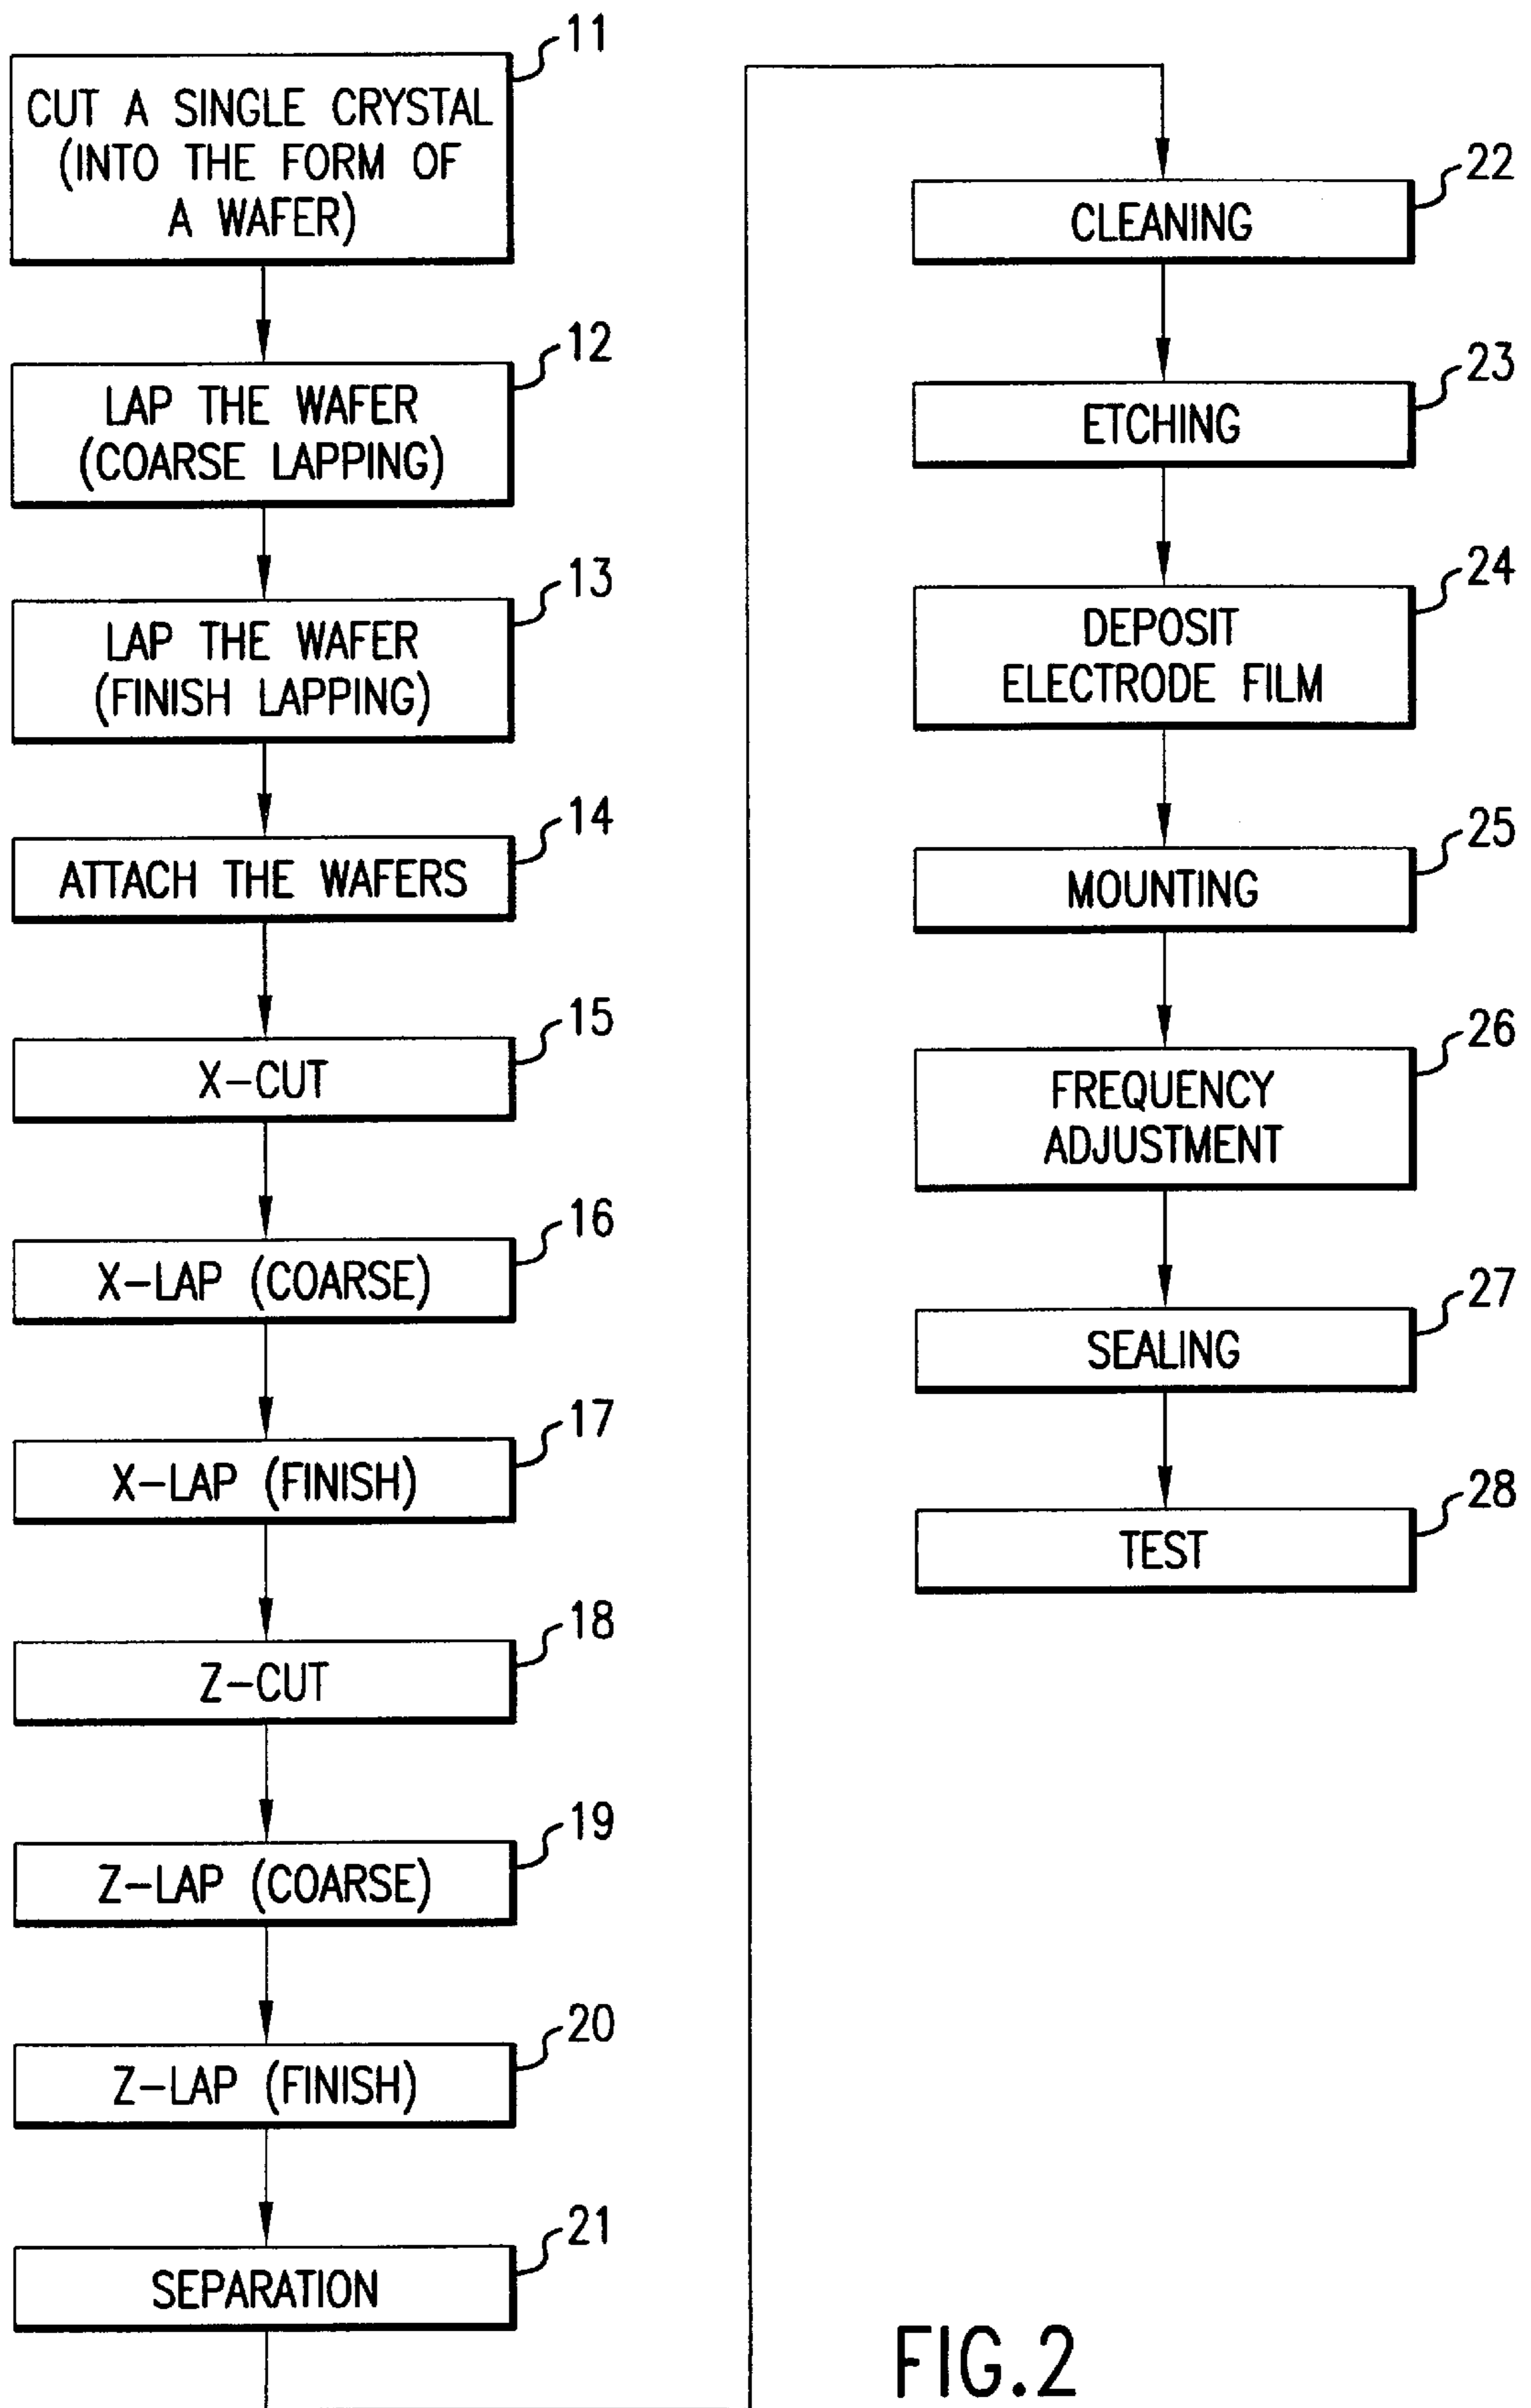 11
CUT A SINGLE CRYSTAL
(INTO THE FORM OF
A WAFER)
12
LAP THE WAFER
(COARSE LAPPING)
13
LAP THE WAFER
(FINISH LAPPING)
14
ATTACH THE WAFERS
15
X-CUT
16
X-LAP (COARSE)
17
X-LAP (FINISH)
18
Z-CUT
19
Z-LAP (COARSE)
20
Z-LAP (FINISH)
21
SEPARATION
22
CLEANING
23
ETCHING
24
DEPOSIT
ELECTRODE FILM
25
MOUNTING
26
FREQUENCY
ADJUSTMENT
27
SEALING
28
TEST
FIG.2